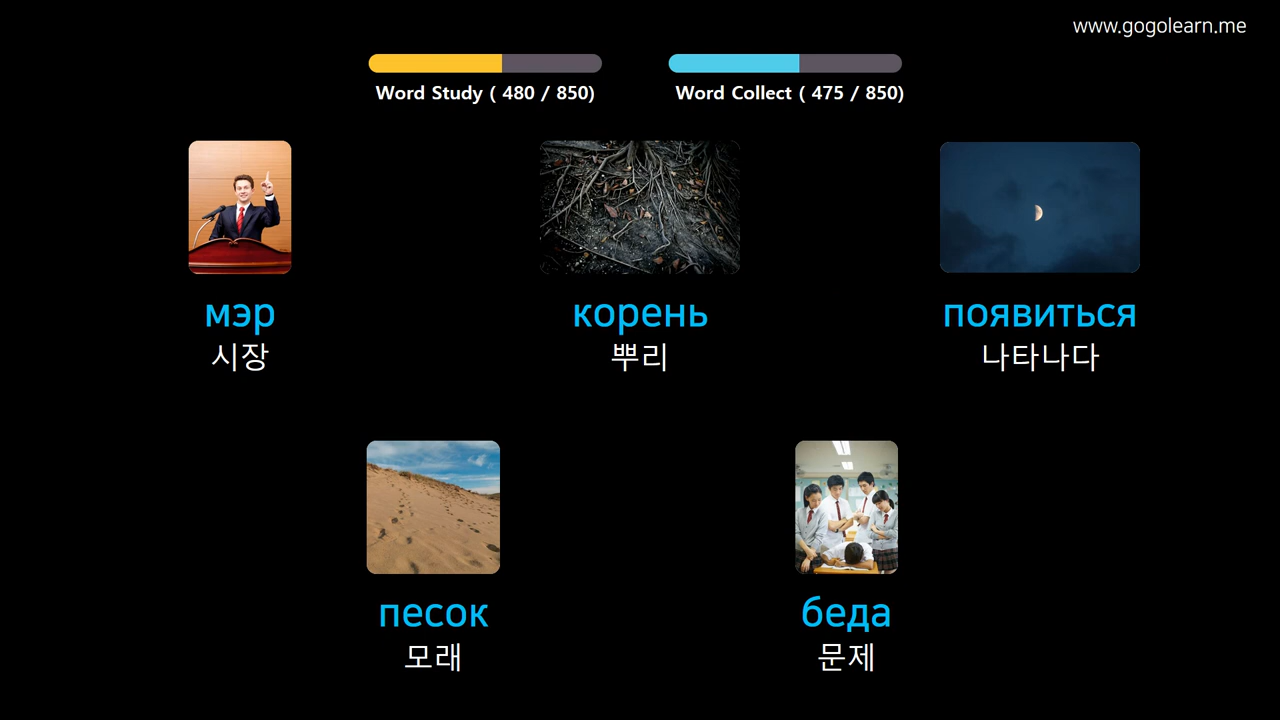 www.gogolearn.me
Word Study ( 480 / 850)
Word Collect ( 475 / 850)
мэр
시장
корень
뿌리
появиться
나타나다
песок
모래
беда
문제